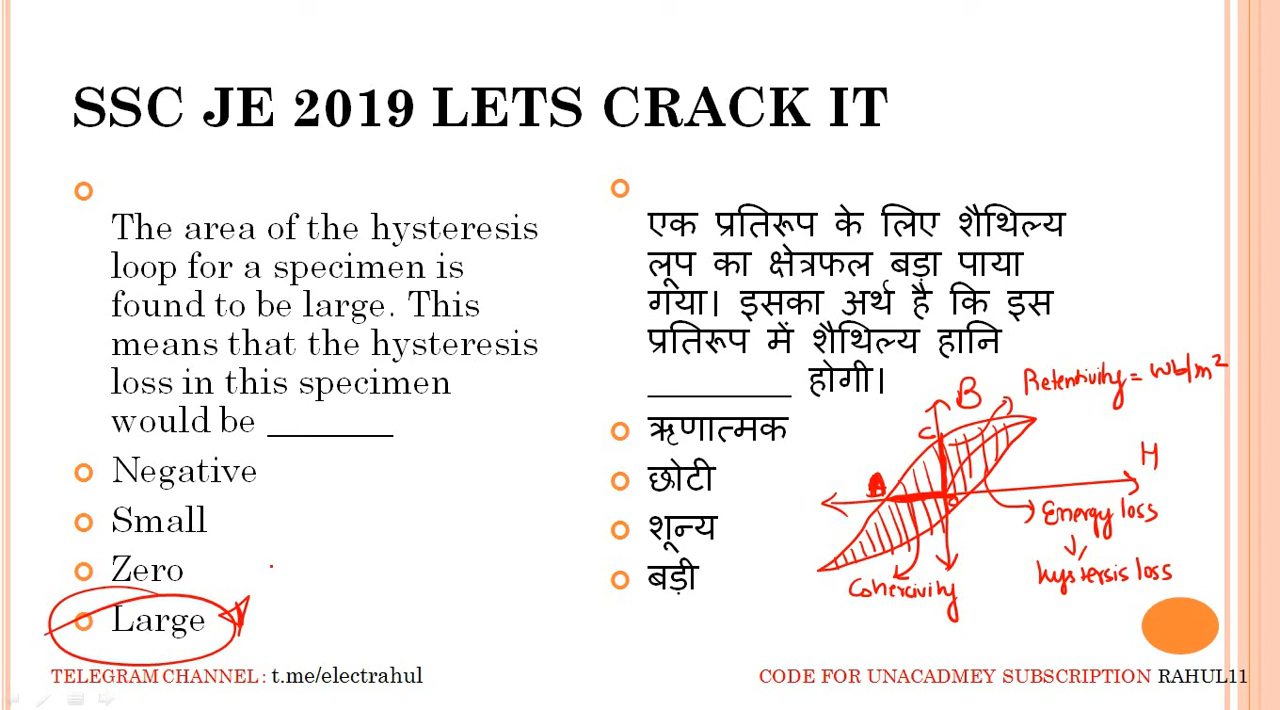 SSC JE 2019 LETS CRACK IT
The area of the hysteresis
loop for a specimen is
found to be large. This
means that the hysteresis
loss in this specimen
would be _______
Negative
Small
Zero
Large
एक प्रतिरूप के लिए शैथिल्य
लूप का क्षेत्रफल बड़ा पाया
गया। इसका अर्थ है कि इस
प्रतिरूप में शैथिल्य हानि
________ होगी।
ऋणात्मक
छोटी
शून्य
बड़ी
B
Retentivity = wb/m²
C
H
A
Energy loss
hystersis loss
Cohercivity
TELEGRAM CHANNEL: t.me/electrahul
CODE FOR UNACADMEY SUBSCRIPTION RAHUL11